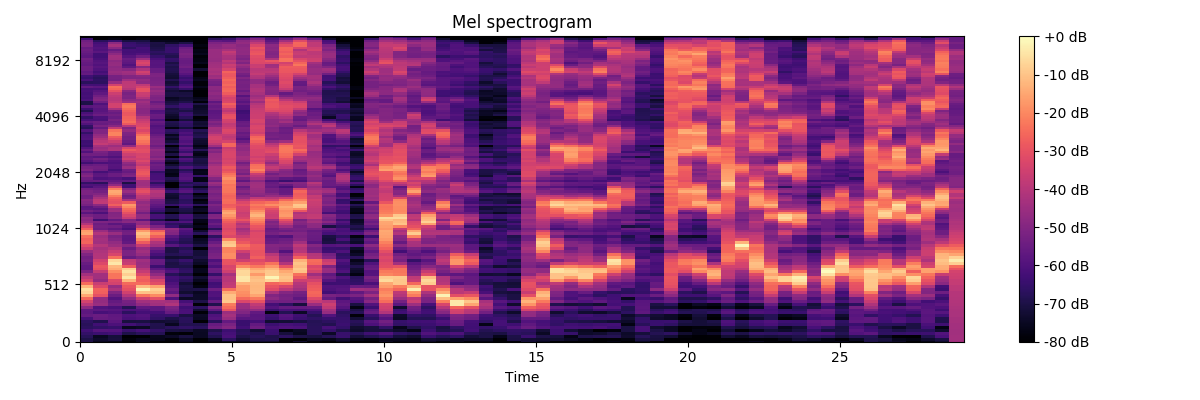 Mel spectrogram
8192
4096
2048
1024
512
0
Hz
0 5 10 15 20 25
Time
+0 dB
-10 dB
-20 dB
-30 dB
-40 dB
-50 dB
-60 dB
-70 dB
-80 dB